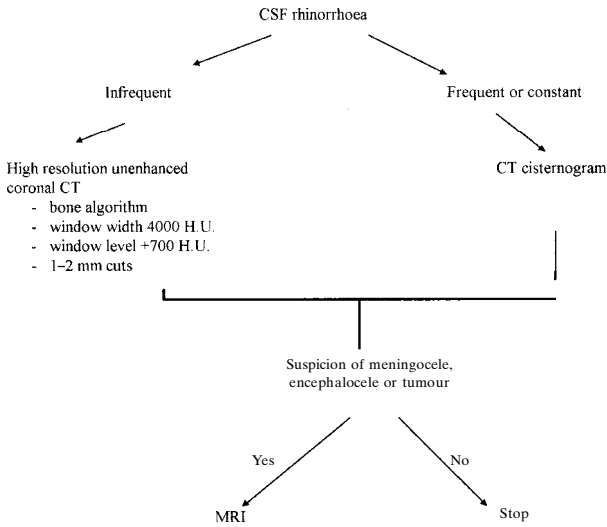 CSF rhinorrhoea
Infrequent
Frequent or constant
High resolution unenhanced
coronal CT
- bone algorithm
- window width 4000 H.U.
- window level +700 H.U.
- 1–2 mm cuts
CT cisternogram
Suspicion of meningocele,
encephalocele or tumour
Yes
No
MRI
Stop